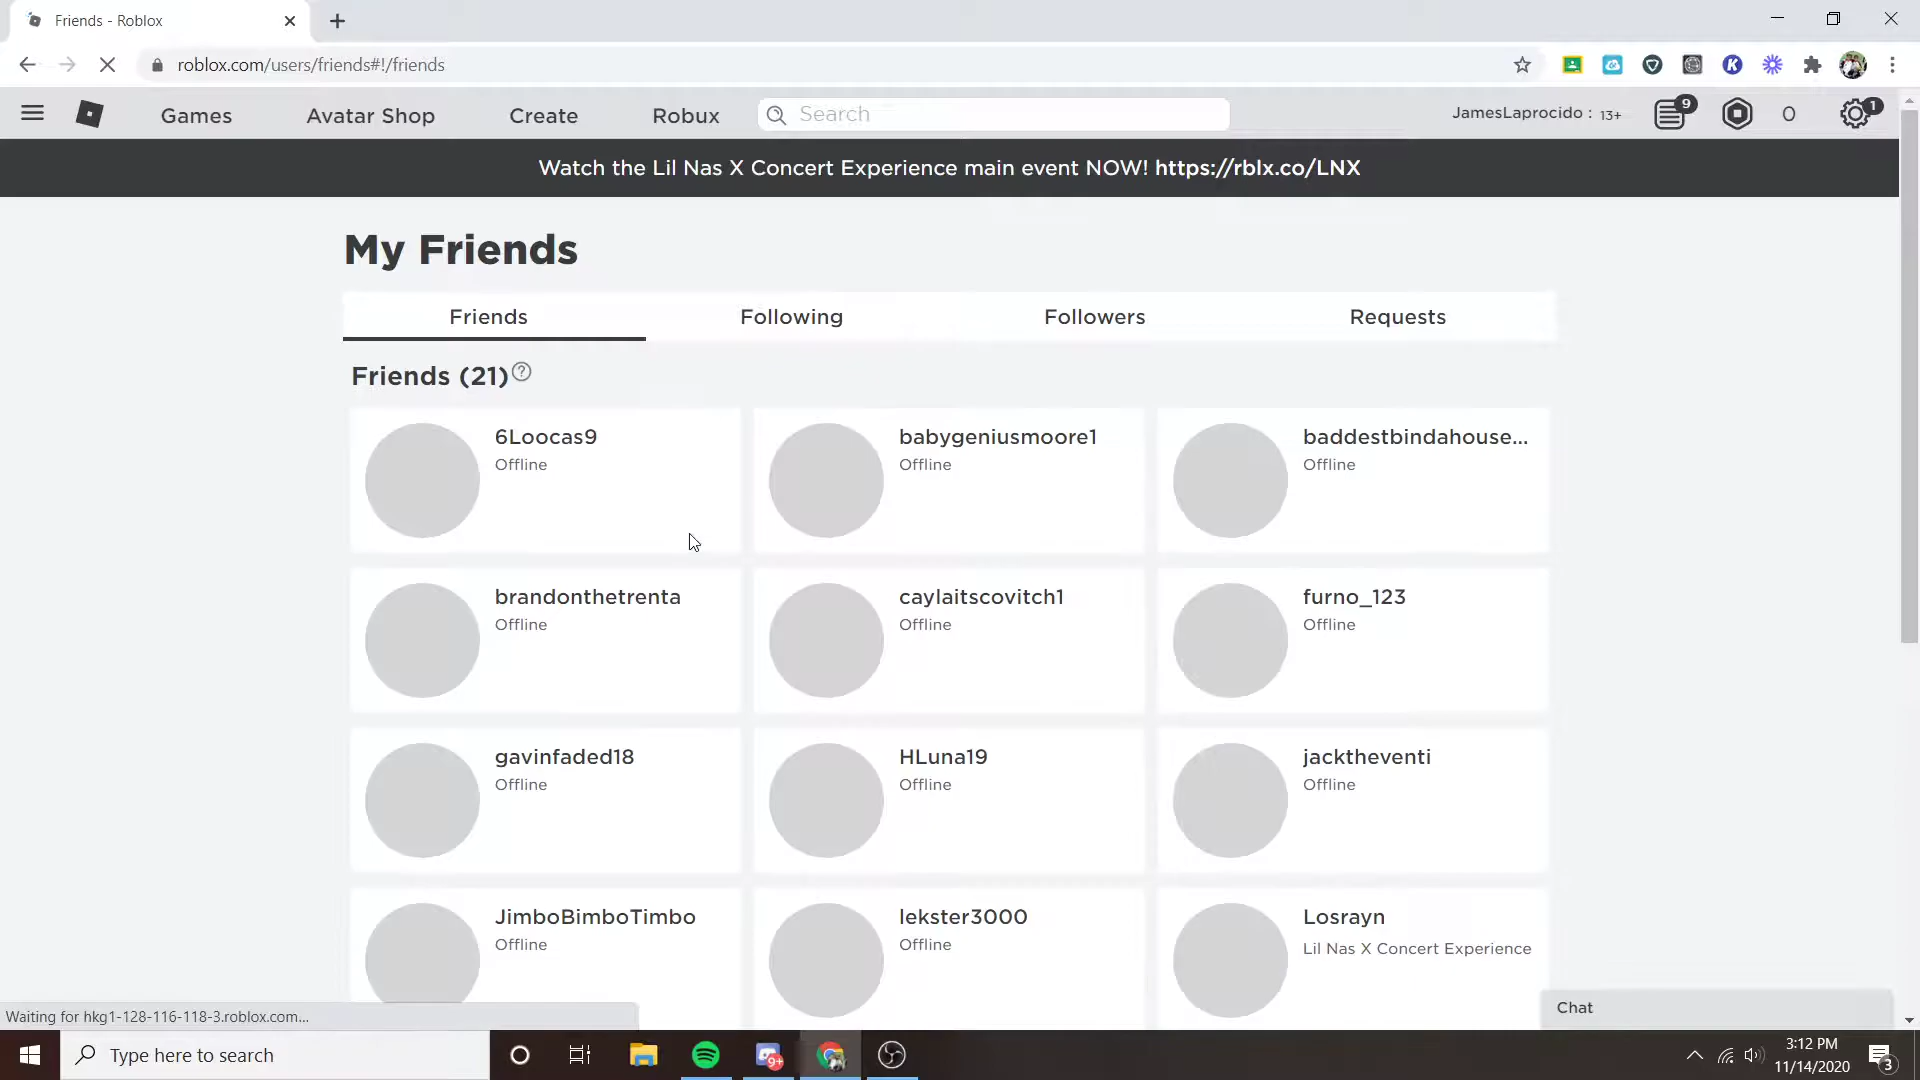 Friends - Roblox
roblox.com/users/friends#!/friends
Games Avatar Shop Create Robux Search JamesLaprocido : 13+ 9 0 1
Watch the Lil Nas X Concert Experience main event NOW! https://rblx.co/LNX
My Friends
Friends Following Followers Requests
Friends (21)
6Loocas9 babygeniusmoore1 baddestbindahouse...
Offline Offline Offline
brandonthetrenta caylaitscovitch1 furno_123
Offline Offline Offline
gavinfaded18 HLuna19 jacktheventi
Offline Offline Offline
JimboBimboTimbo lekster3000 Losrayn
Offline Offline Lil Nas X Concert Experience
Chat
Waiting for hkg1-128-116-118-3.roblox.com...
Type here to search 9+ 3:12 PM
11/14/2020 3